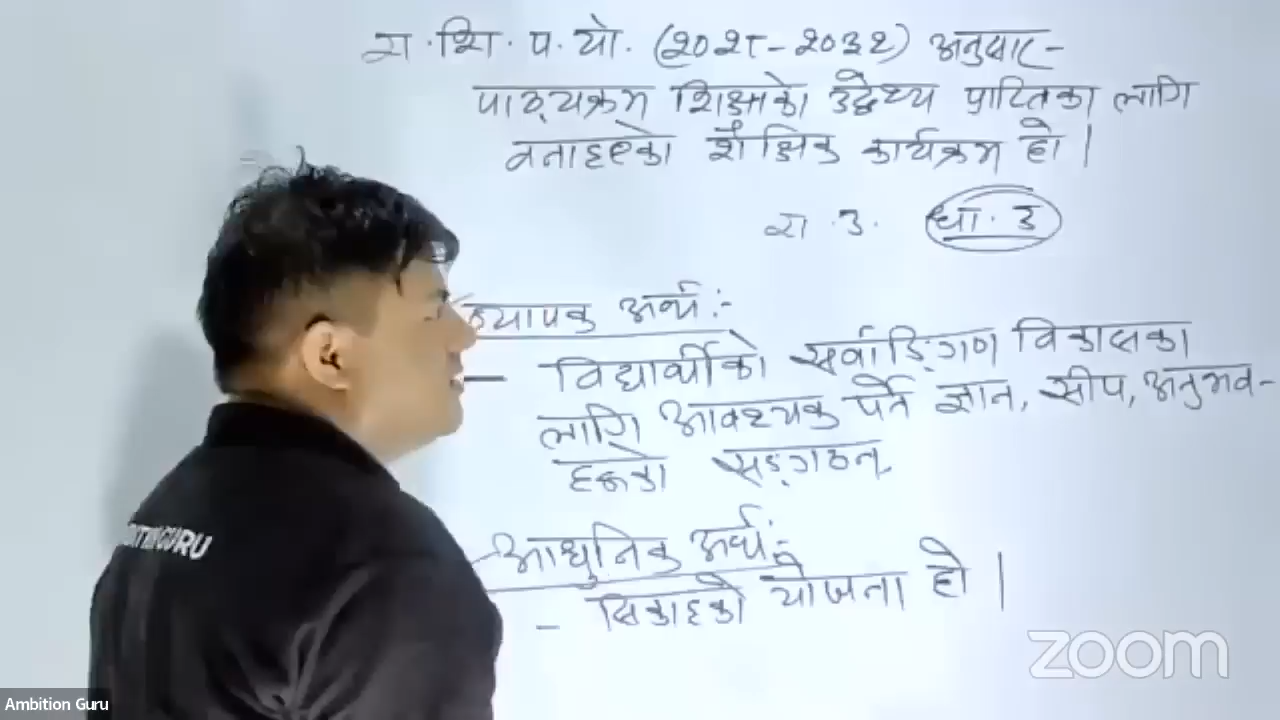 रा.शि.प.यो. (२०२८-२०३२) अनुसार-
पाठ्यक्रम शिक्षाको उद्देश्य प्राप्तिका लागि
बनाइएको शैक्षिक कार्यक्रम हो।
रा.उ. धा.उ
व्यापक अर्थ:-
- विद्यार्थीको सर्वाङ्गिण विकासका
लागि आवश्यक पर्ने ज्ञान, सीप, अनुभव-
हरूको सङ्गठन
आधुनिक अर्थ:-
- सिकाइको योजना हो।
GURU
zoom
Ambition Guru